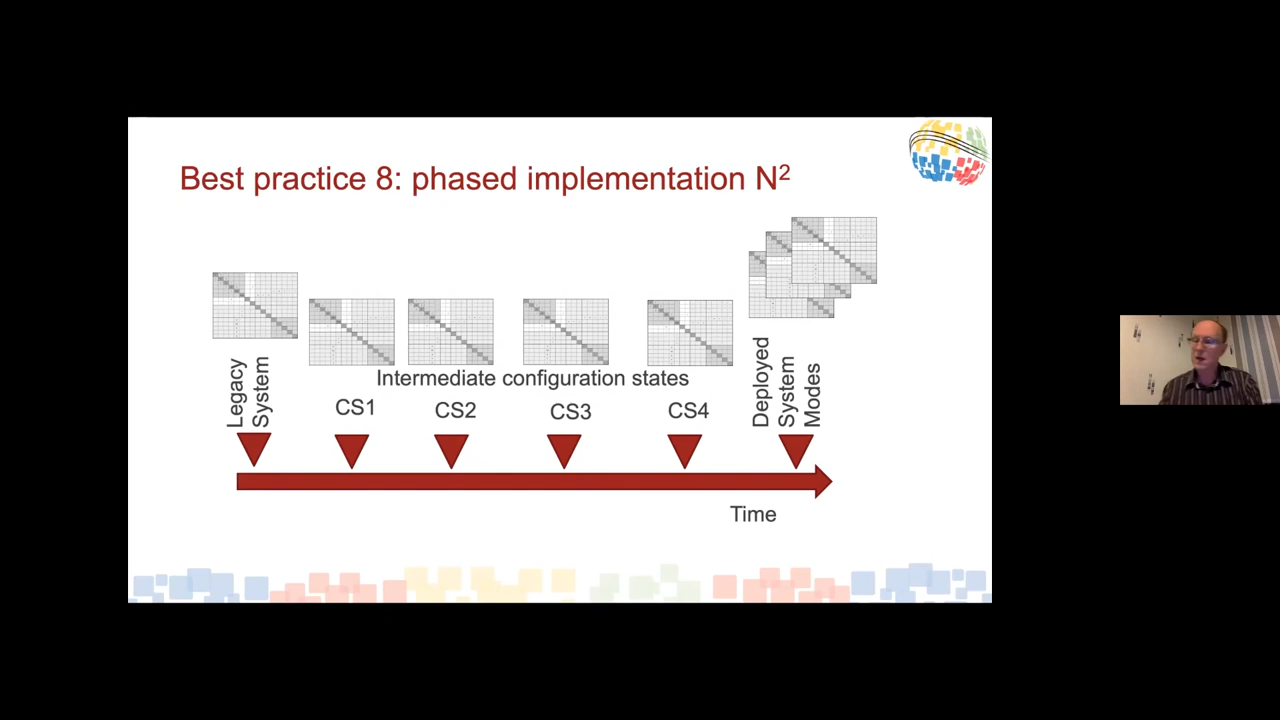 Best practice 8: phased implementation N²
Legacy
System
Intermediate configuration states
CS1
CS2
CS3
CS4
Deployed
System
Modes
Time